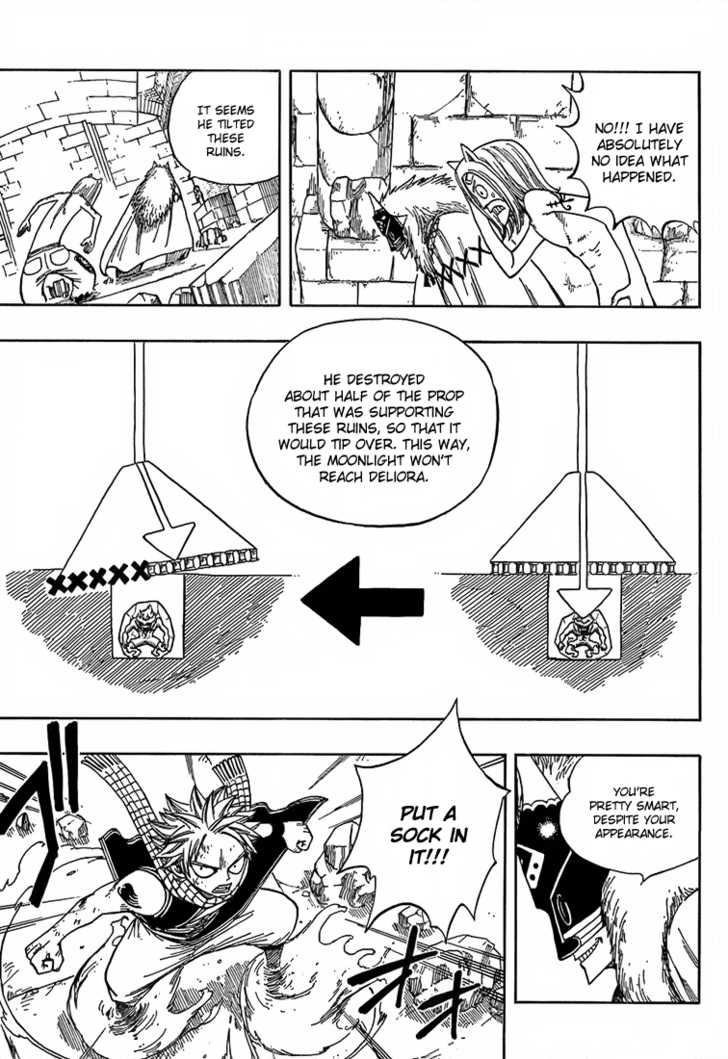 NO!!! I HAVE
ABSOLUTELY
NO IDEA WHAT
HAPPENED.
IT SEEMS
HE TILTED
THESE
RUINS.
HE DESTROYED
ABOUT HALF OF THE PROP
THAT WAS SUPPORTING
THESE RUINS, SO THAT IT
WOULD TIP OVER. THIS WAY,
THE MOONLIGHT WON'T
REACH DELIORA.
YOU'RE
PRETTY SMART,
DESPITE YOUR
APPEARANCE.
PUT A
SOCK IN
IT!!!